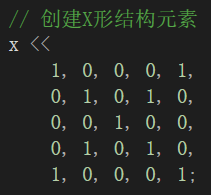 // 创建X形结构元素
x <<
1, 0, 0, 0, 1,
0, 1, 0, 1, 0,
0, 0, 1, 0, 0,
0, 1, 0, 1, 0,
1, 0, 0, 0, 1;